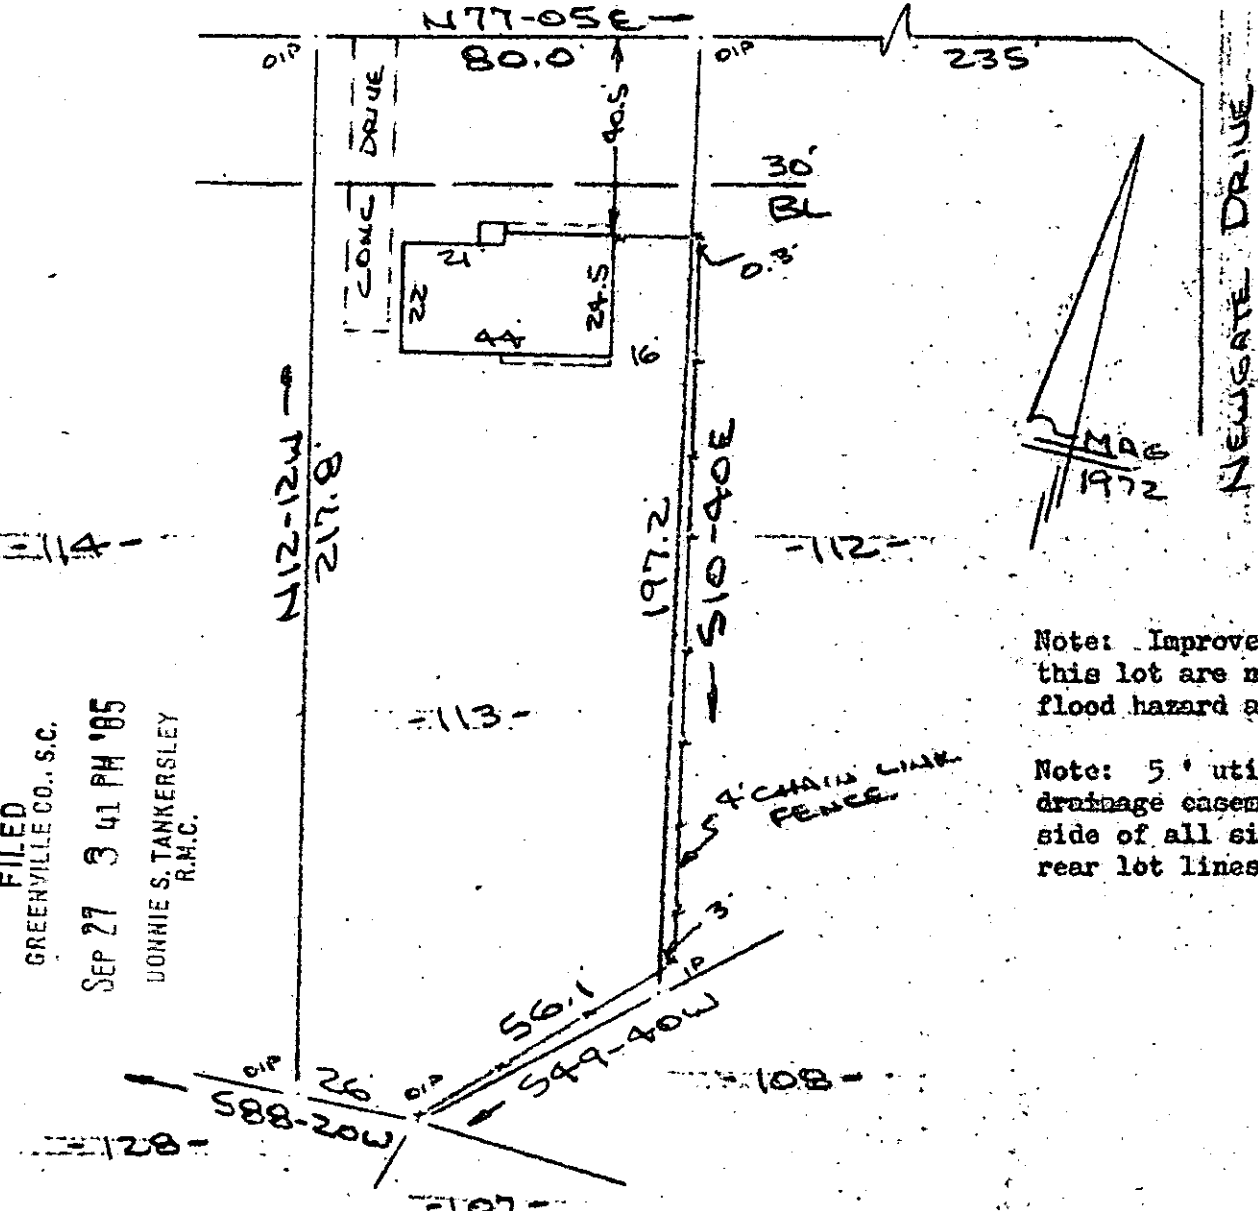 N77-05E
80.0'
OIP
OIP
235'
CONC DRIVE
40.5'
30'
BL
21'
22
44'
24.5
16'
0.3'
NEWGATE DRIVE
MAG
1972
N12-12W
217.8'
197.2'
S10-40E
-114-
-112-
-113-
Note: Improve
this lot are n
flood hazard a
Note: 5' uti
drainage easem
side of all si
rear lot lines
4' CHAIN LINK
FENCE
3'
FILED
GREENVILLE CO., S.C.
SEP 27 3 41 PM '85
DONNIE S. TANKERSLEY
R.M.C.
56.1
IP
S49-40W
OIP
26
OIP
S88-20W
-108-
-128-
-107-